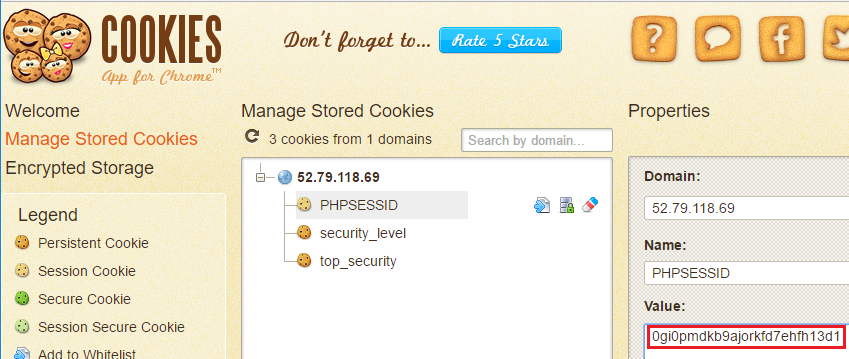 COOKIES
App for Chrome™
Don't forget to...
Rate 5 Stars
Welcome
Manage Stored Cookies
Encrypted Storage
Legend
Persistent Cookie
Session Cookie
Secure Cookie
Session Secure Cookie
Add to Whitelist
Manage Stored Cookies
3 cookies from 1 domains
Search by domain...
52.79.118.69
PHPSESSID
security_level
top_security
Properties
Domain:
52.79.118.69
Name:
PHPSESSID
Value:
0gi0pmdkb9ajorkfd7ehfh13d1